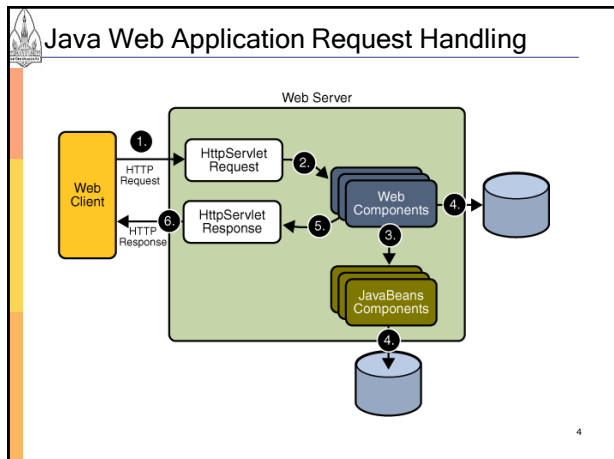 Java Web Application Request Handling
Web Server
1.
HTTP
Request
HttpServlet
Request
2.
Web
Client
Web
Components
4.
6.
HTTP
Response
HttpServlet
Response
5.
3.
JavaBeans
Components
4.
4